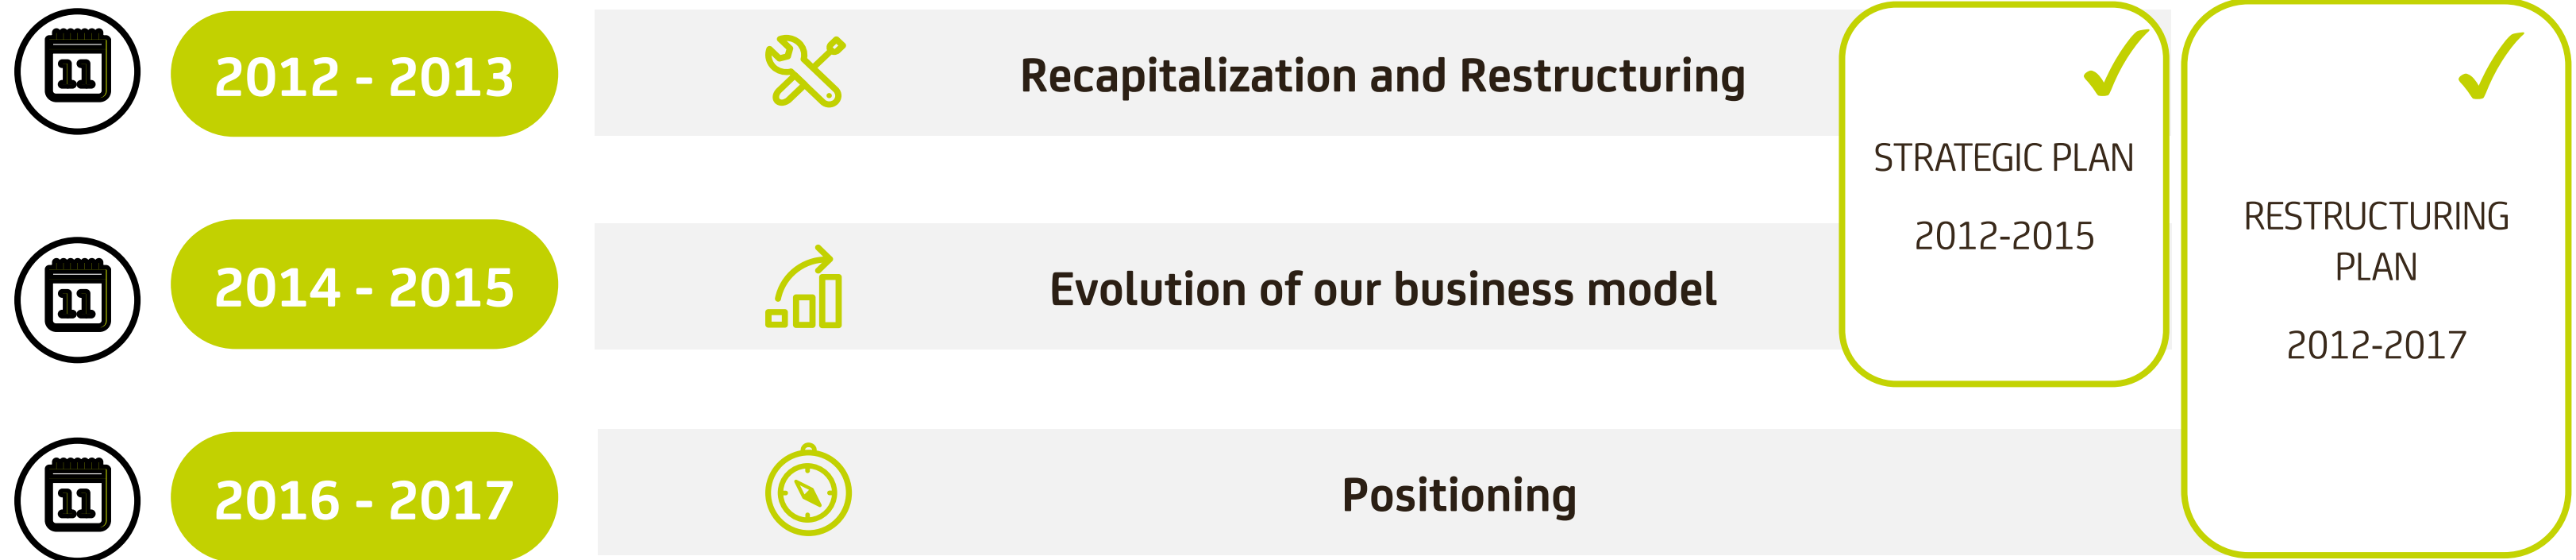 11
2012 - 2013
Recapitalization and Restructuring
11
2014 - 2015
Evolution of our business model
11
2016 - 2017
Positioning
STRATEGIC PLAN
2012-2015
RESTRUCTURING
PLAN
2012-2017